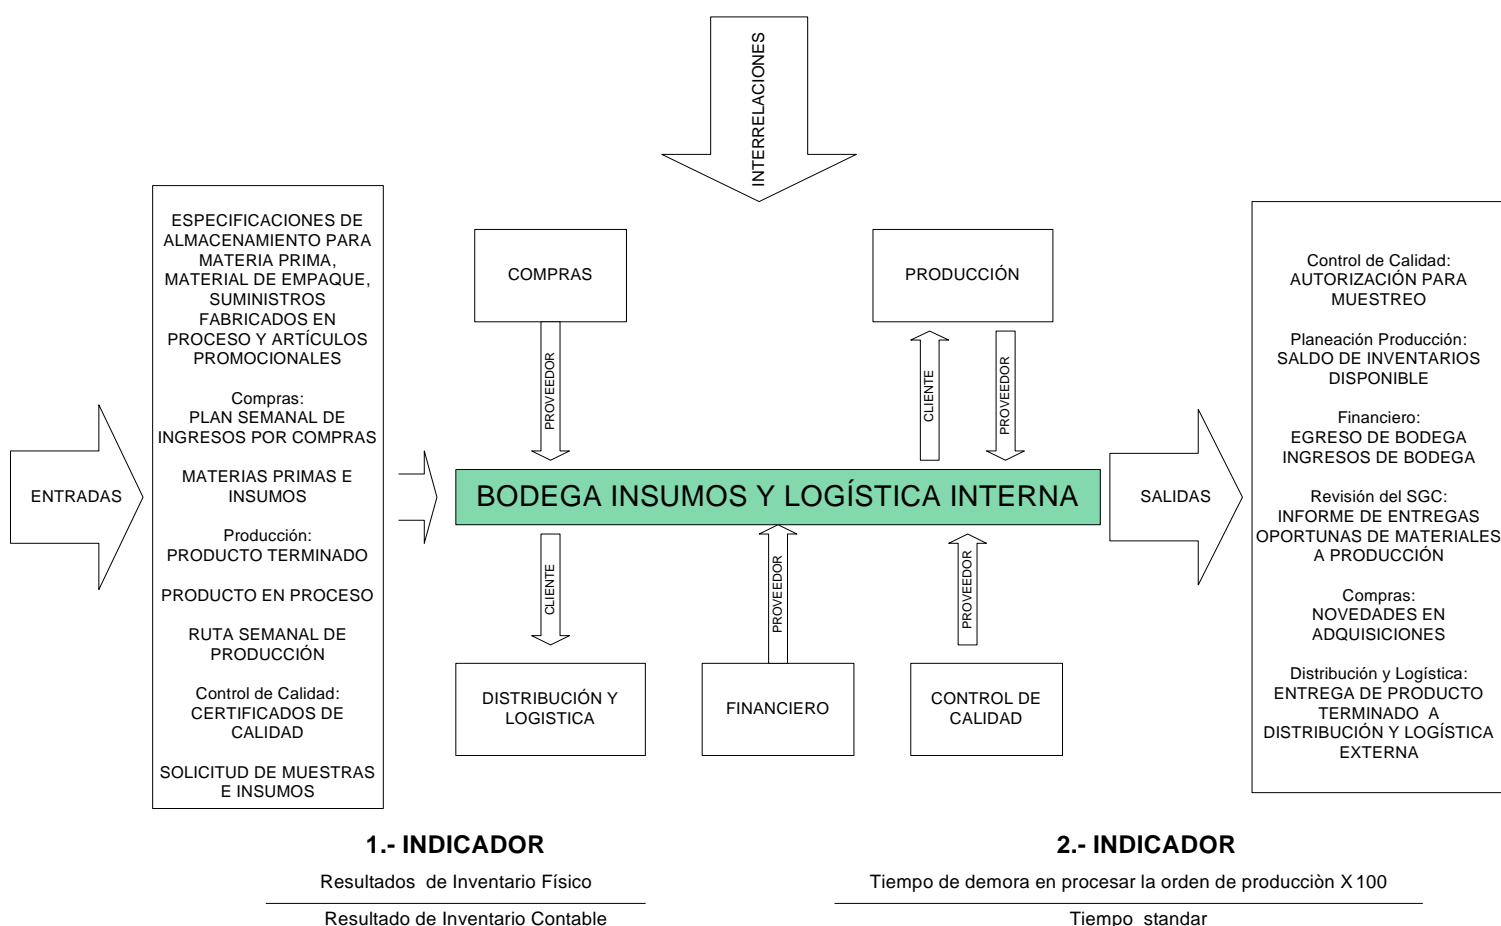 INTERRELACIONES
ENTRADAS
ESPECIFICACIONES DE
ALMACENAMIENTO PARA
MATERIA PRIMA,
MATERIAL DE EMPAQUE,
SUMINISTROS
FABRICADOS EN
PROCESO Y ARTÍCULOS
PROMOCIONALES
Compras:
PLAN SEMANAL DE
INGRESOS POR COMPRAS
MATERIAS PRIMAS E
INSUMOS
Producción:
PRODUCTO TERMINADO
PRODUCTO EN PROCESO
RUTA SEMANAL DE
PRODUCCIÓN
Control de Calidad:
CERTIFICADOS DE
CALIDAD
SOLICITUD DE MUESTRAS
E INSUMOS
COMPRAS
PRODUCCIÓN
PROVEEDOR
CLIENTE
PROVEEDOR
BODEGA INSUMOS Y LOGÍSTICA INTERNA
CLIENTE
PROVEEDOR
PROVEEDOR
DISTRIBUCIÓN Y
LOGISTICA
FINANCIERO
CONTROL DE
CALIDAD
SALIDAS
Control de Calidad:
AUTORIZACIÓN PARA
MUESTREO
Planeación Producción:
SALDO DE INVENTARIOS
DISPONIBLE
Financiero:
EGRESO DE BODEGA
INGRESOS DE BODEGA
Revisión del SGC:
INFORME DE ENTREGAS
OPORTUNAS DE MATERIALES
A PRODUCCIÓN
Compras:
NOVEDADES EN
ADQUISICIONES
Distribución y Logística:
ENTREGA DE PRODUCTO
TERMINADO A
DISTRIBUCIÓN Y LOGÍSTICA
EXTERNA
1.- INDICADOR
Resultados de Inventario Físico
Resultado de Inventario Contable
2.- INDICADOR
Tiempo de demora en procesar la orden de producciòn X 100
Tiempo standar